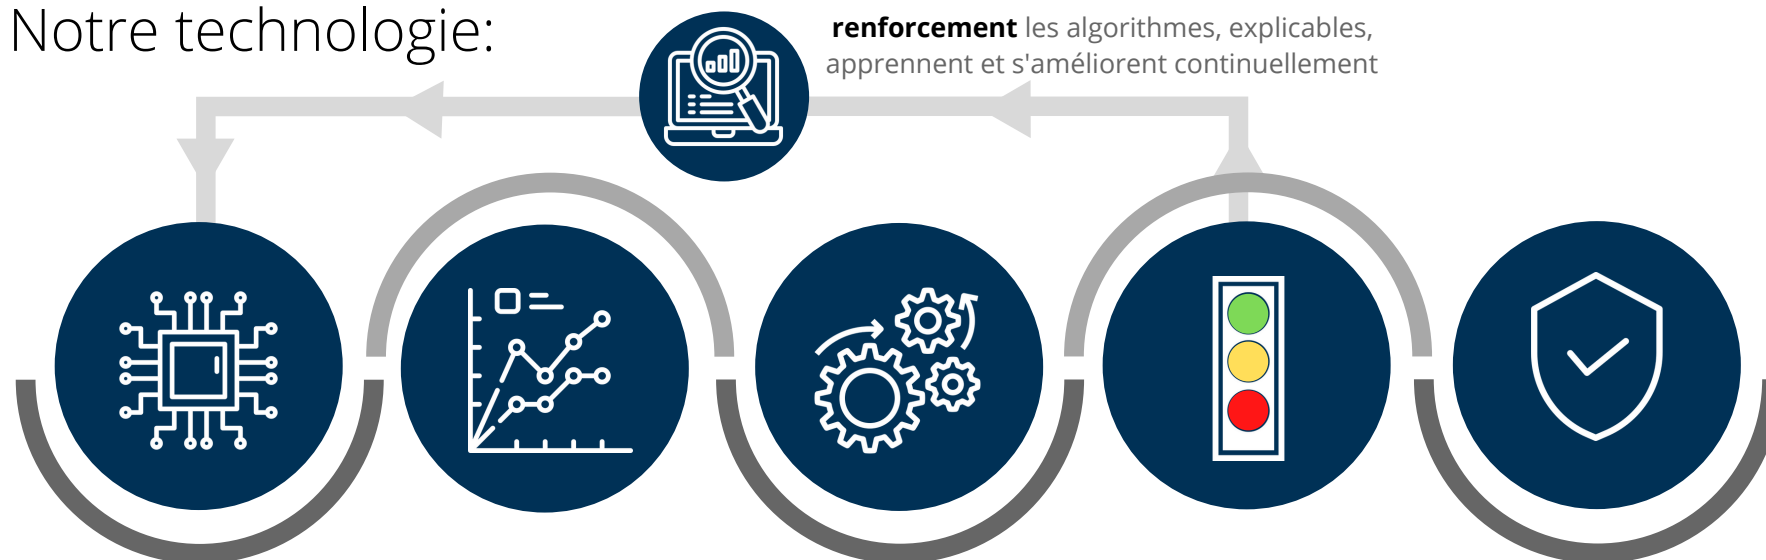 Notre technologie:
renforcement les algorithmes, explicables,
apprennent et s'améliorent continuellement